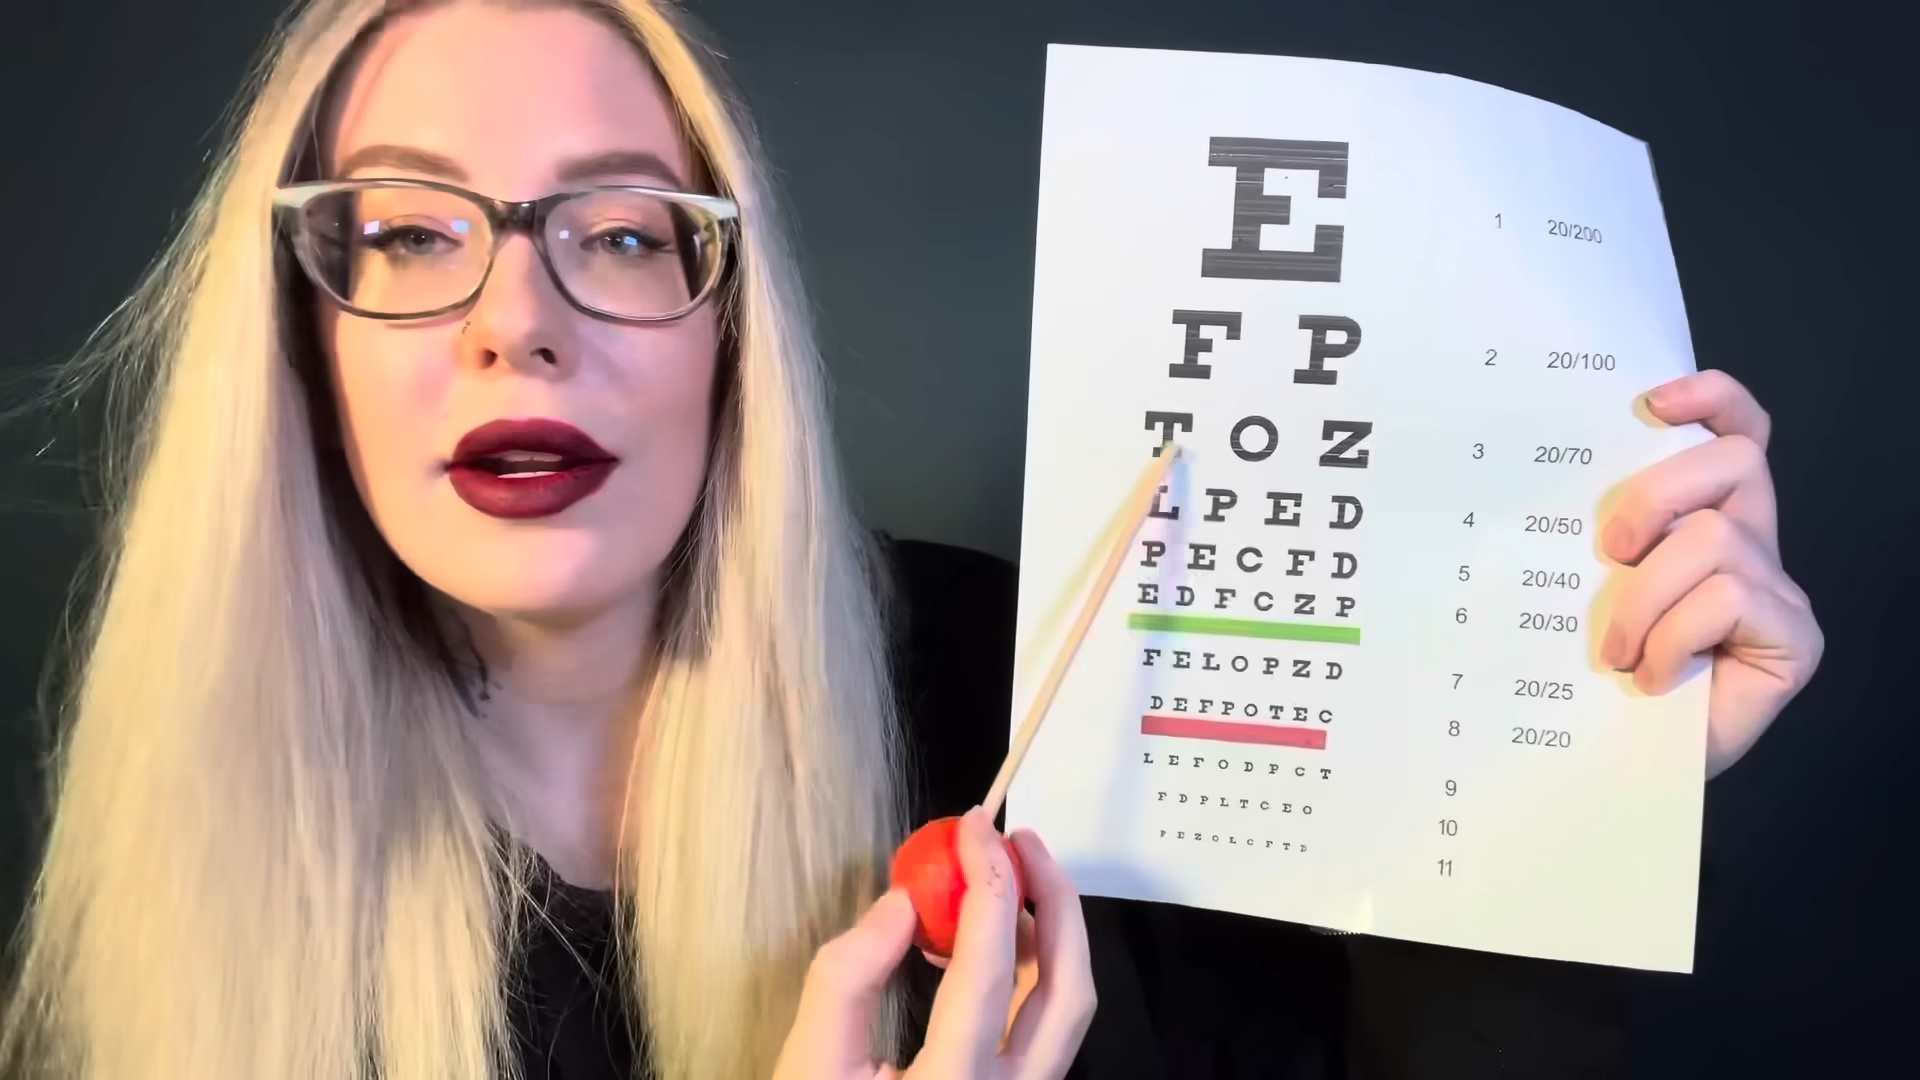 E 1 20/200
F P 2 20/100
T O Z 3 20/70
L P E D 4 20/50
P E C F D 5 20/40
E D F C Z P 6 20/30
F E L O P Z D 7 20/25
D E F P O T E C 8 20/20
L E F O D P C T 9
F D P L T C E O 10
P E Z O L C F T D 11